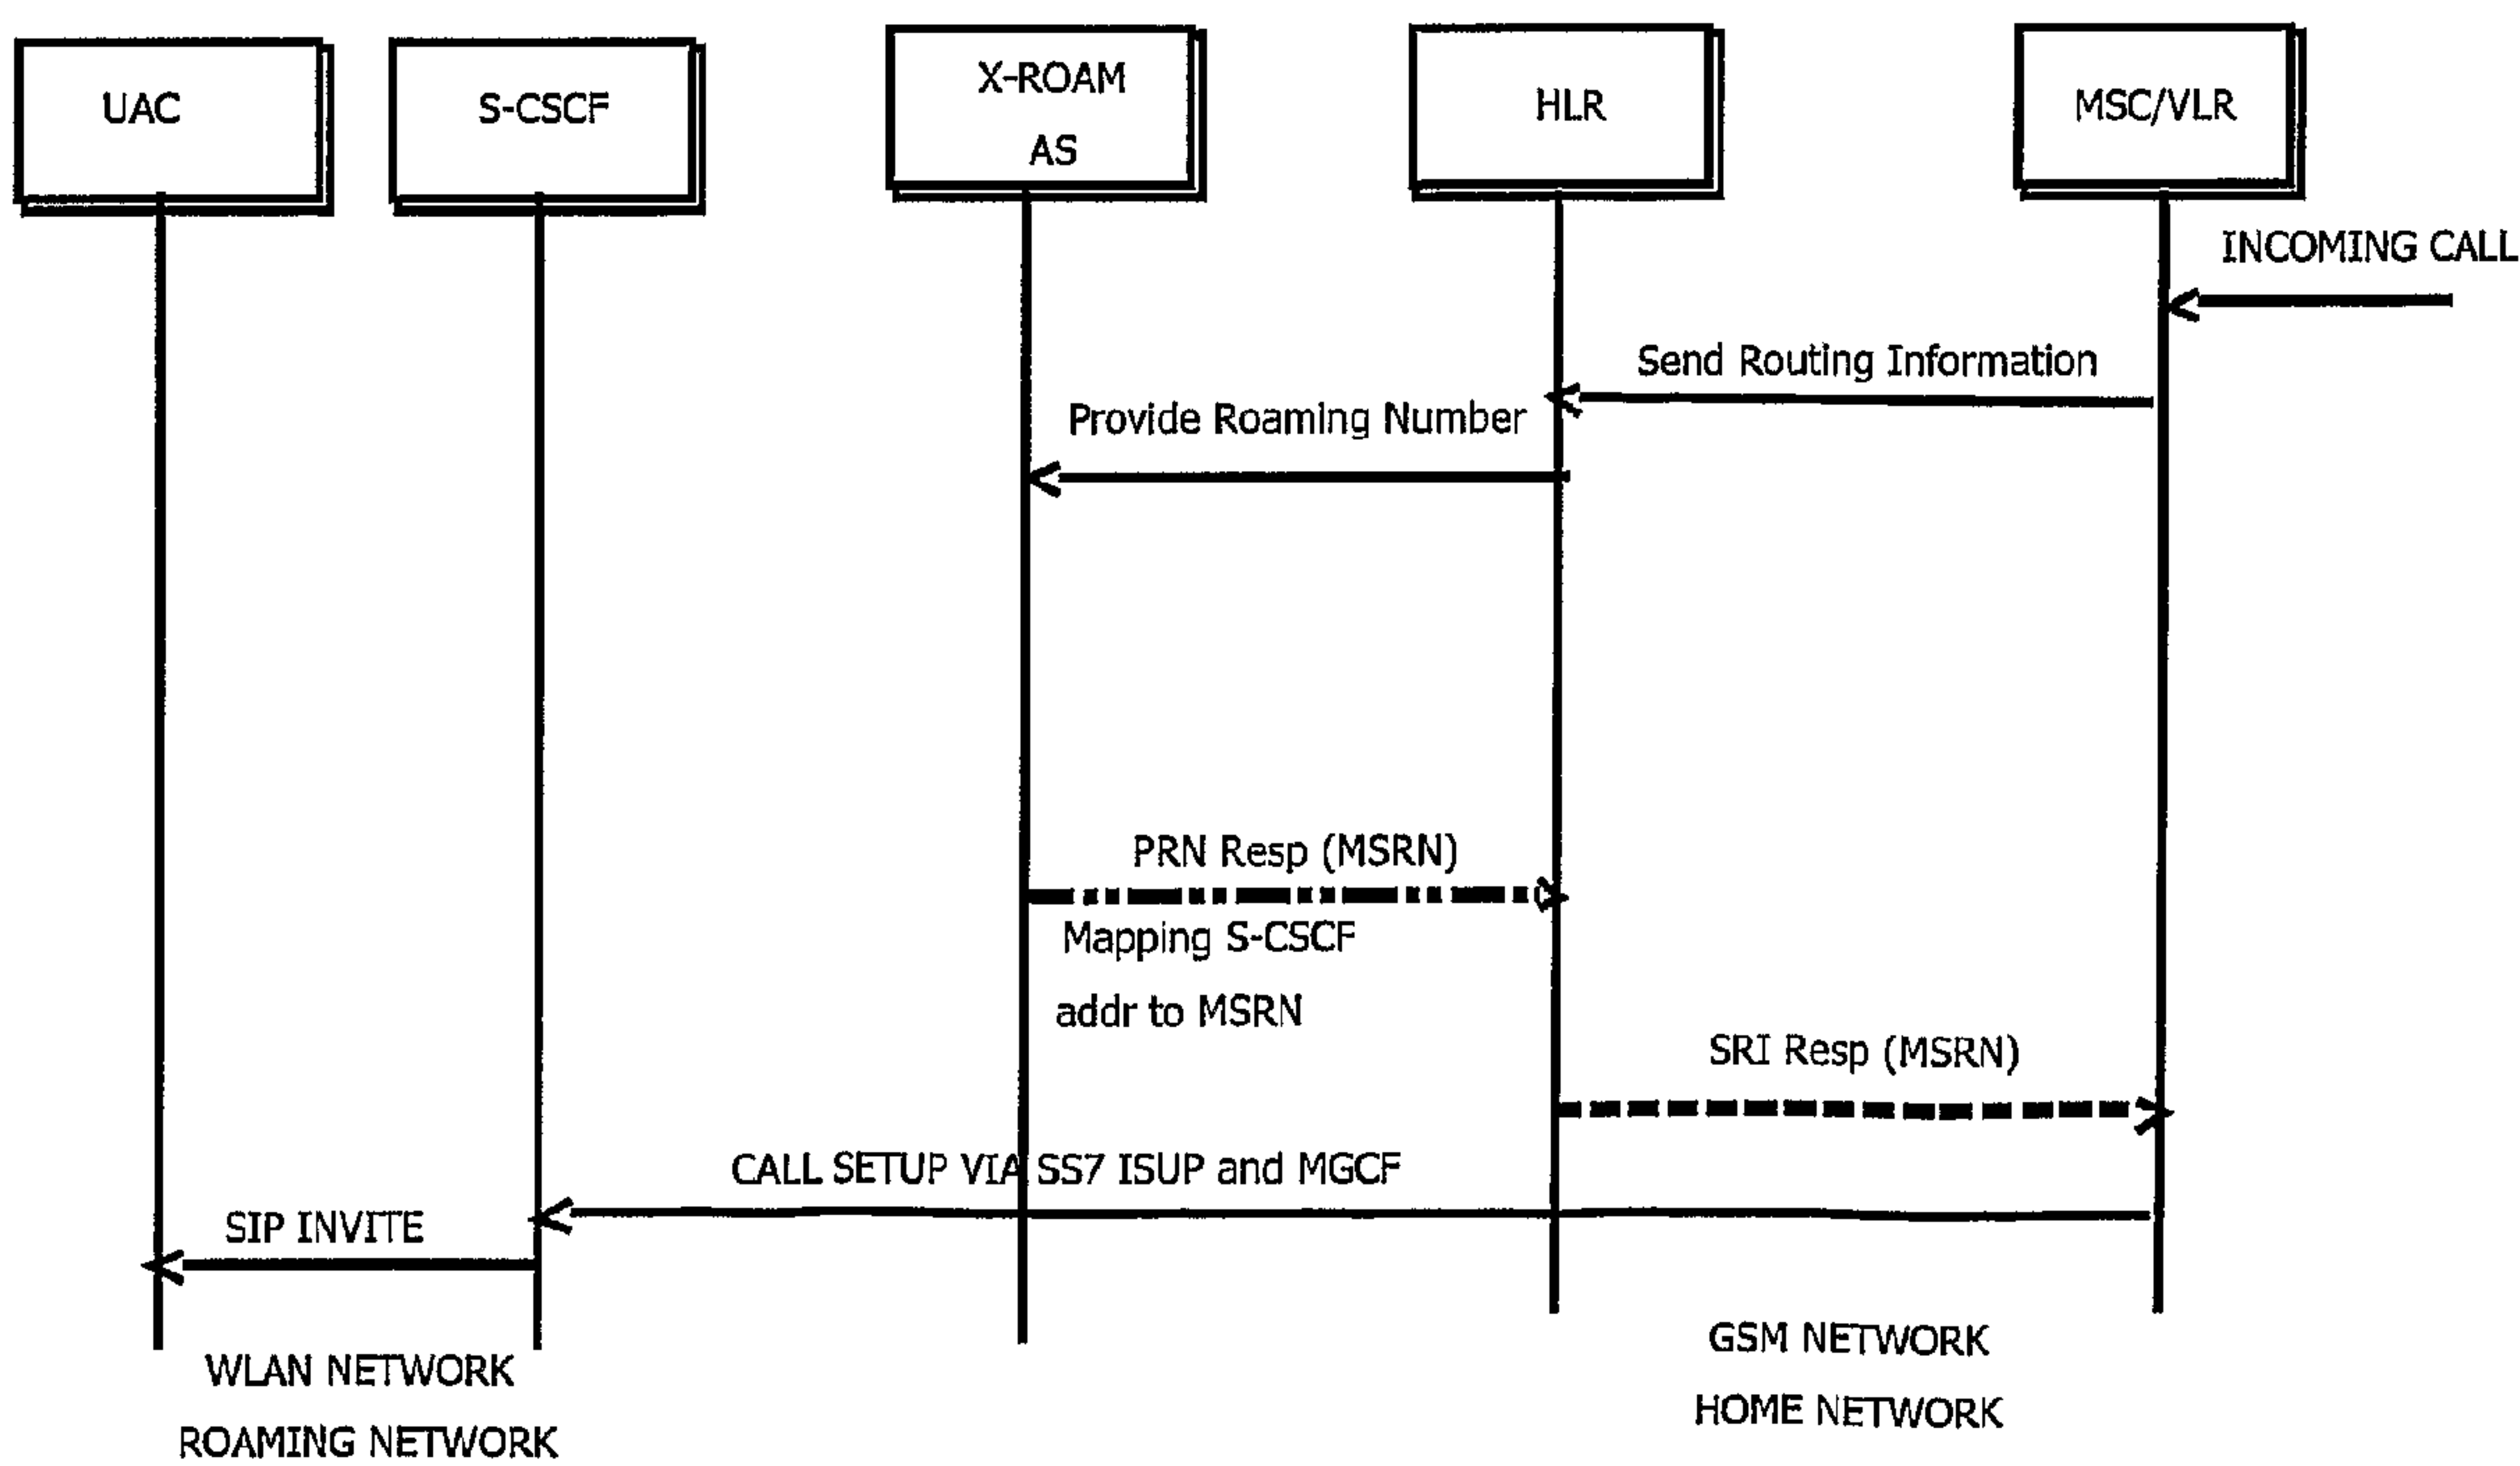 UAC
S-CSCF
X-ROAM
AS
HLR
MSC/VLR
INCOMING CALL
Send Routing Information
Provide Roaming Number
PRN Resp (MSRN)
Mapping S-CSCF
addr to MSRN
SRI Resp (MSRN)
CALL SETUP VIA SS7 ISUP and MGCF
SIP INVITE
GSM NETWORK
HOME NETWORK
WLAN NETWORK
ROAMING NETWORK